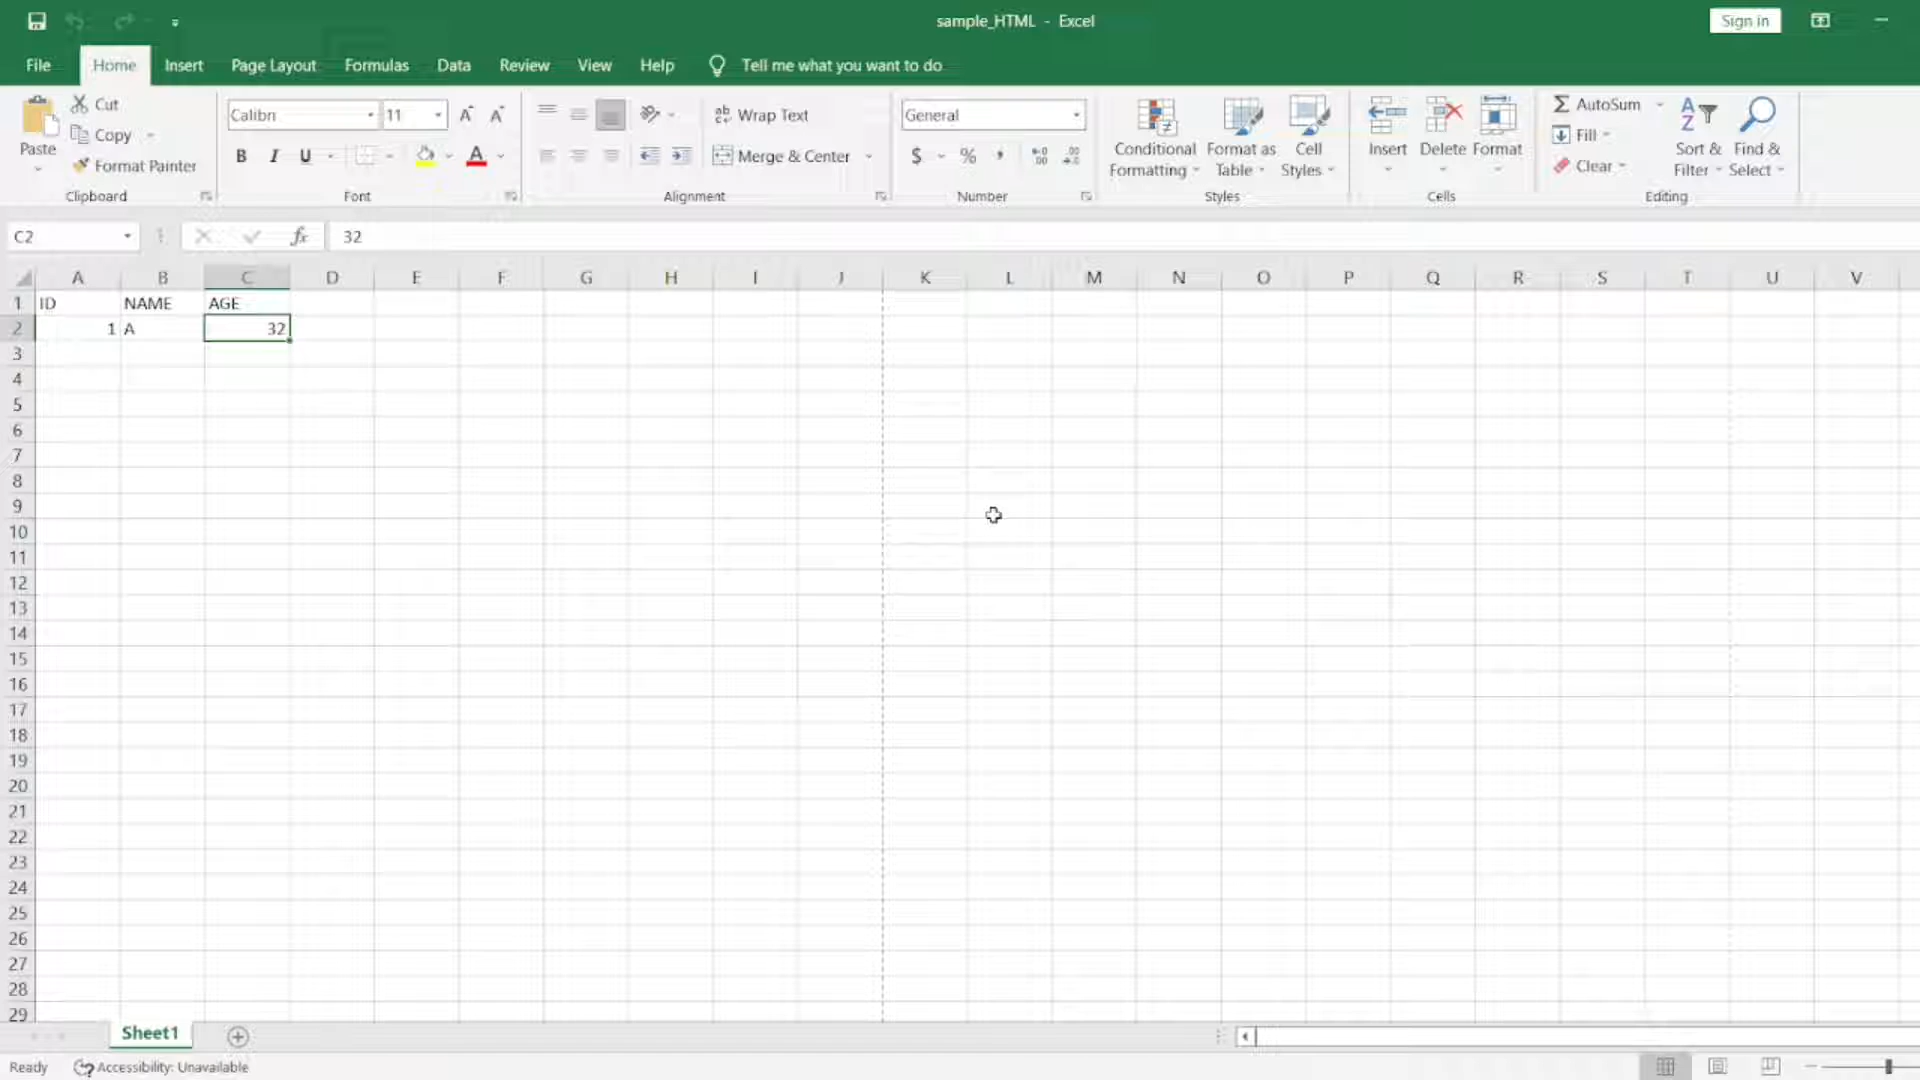 sample_HTML - Excel
Sign in
File Home Insert Page Layout Formulas Data Review View Help Tell me what you want to do
Paste
Cut
Copy
Format Painter
Clipboard
Calibri 11
B I U
Font
Wrap Text
Merge & Center
Alignment
General
$ % ,
Number
Conditional Formatting
Format as Table
Cell Styles
Styles
Insert Delete Format
Cells
AutoSum
Fill
Clear
Sort & Filter
Find & Select
Editing
C2 fx 32
A B C D E F G H I J K L M N O P Q R S T U V
1 ID NAME AGE
2 1 A 32
3
4
5
6
7
8
9
10
11
12
13
14
15
16
17
18
19
20
21
22
23
24
25
26
27
28
29
Sheet1
Ready Accessibility: Unavailable